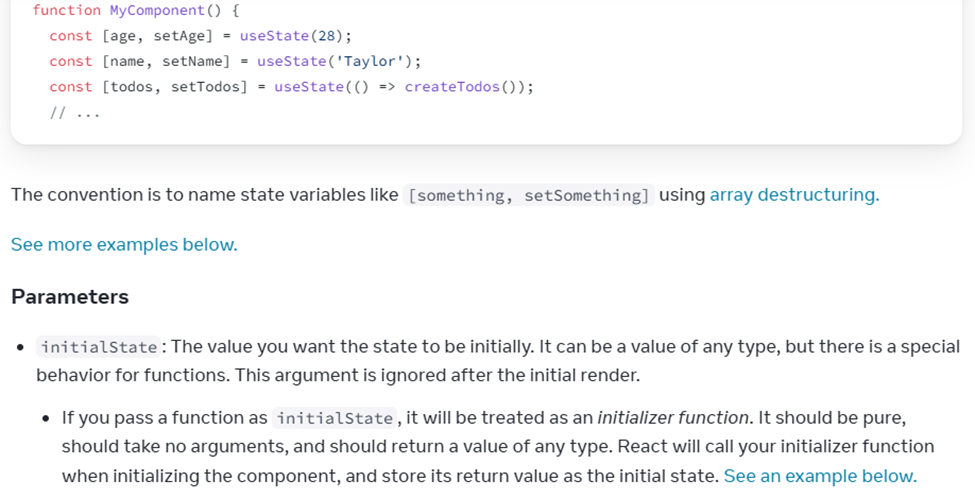 function MyComponent() {
const [age, setAge] = useState(28);
const [name, setName] = useState('Taylor');
const [todos, setTodos] = useState(() => createTodos());
// ...
The convention is to name state variables like [something, setSomething] using array destructuring.
See more examples below.
Parameters
• initialState: The value you want the state to be initially. It can be a value of any type, but there is a special
behavior for functions. This argument is ignored after the initial render.
• If you pass a function as initialState, it will be treated as an initializer function. It should be pure,
should take no arguments, and should return a value of any type. React will call your initializer function
when initializing the component, and store its return value as the initial state. See an example below.